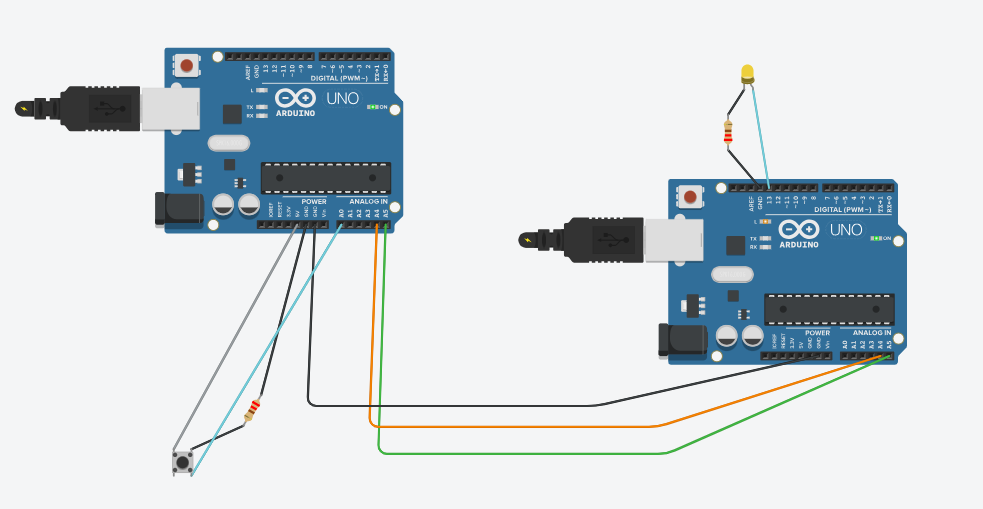 AREF
GND
13
12
~11
~10
~9
8
7
~6
~5
4
~3
2
TX→1
RX←0
DIGITAL (PWM~)
L
TX
RX
UNO
ON
ARDUINO
POWER
ANALOG IN
IOREF
RESET
3.3V
5V
GND
GND
Vin
A0
A1
A2
A3
A4
A5
AREF
GND
13
12
~11
~10
~9
8
7
~6
~5
4
~3
2
TX→1
RX←0
DIGITAL (PWM~)
L
TX
RX
UNO
ON
ARDUINO
POWER
ANALOG IN
IOREF
RESET
3.3V
5V
GND
GND
Vin
A0
A1
A2
A3
A4
A5